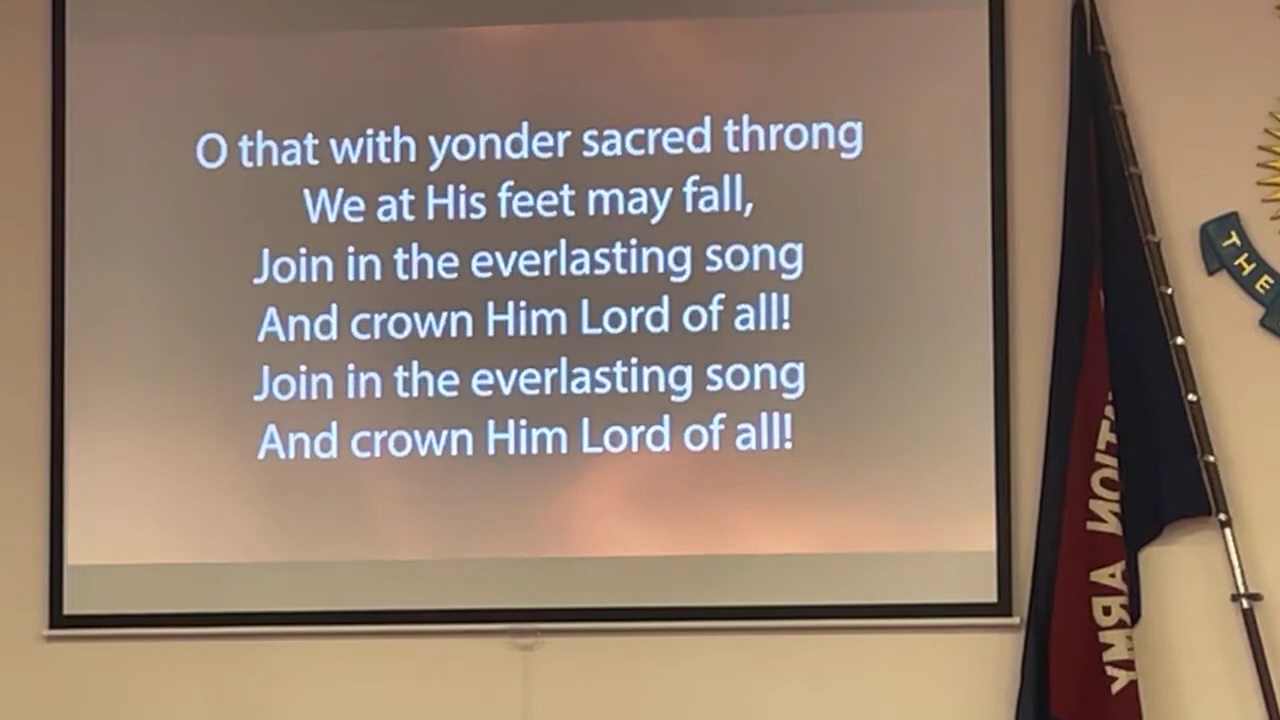 O that with yonder sacred throng
We at His feet may fall,
Join in the everlasting song
And crown Him Lord of all!
Join in the everlasting song
And crown Him Lord of all!
THE
ARMY